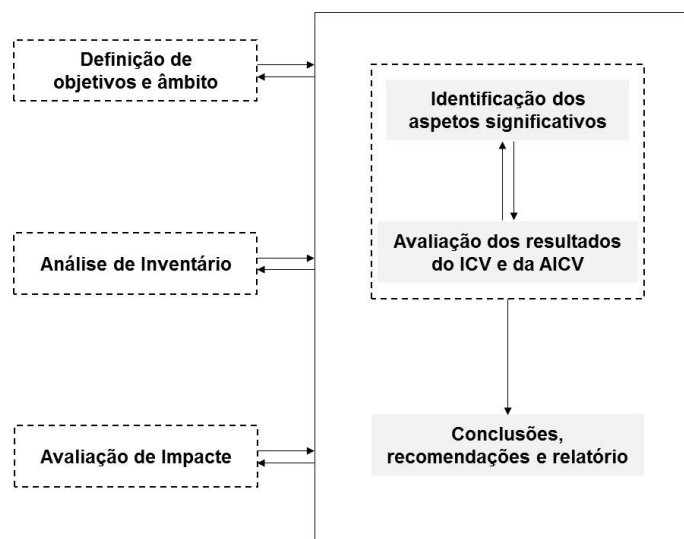 Definição de
objetivos e âmbito
Análise de Inventário
Avaliação de Impacte
Identificação dos
aspetos significativos
Avaliação dos resultados
do ICV e da AICV
Conclusões,
recomendações e relatório